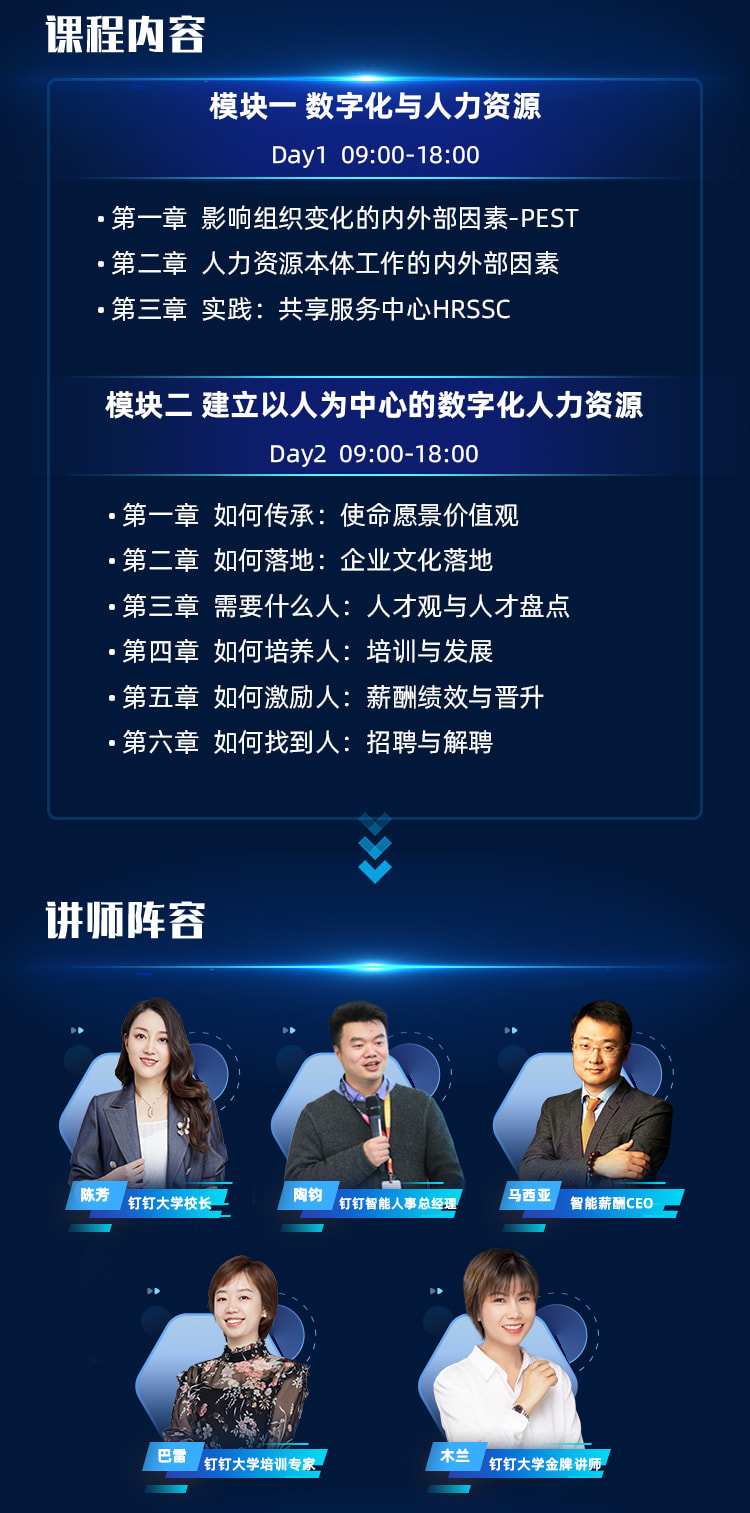 课程内容
模块一 数字化与人力资源
Day1 09:00-18:00
· 第一章 影响组织变化的内外部因素-PEST
· 第二章 人力资源本体工作的内外部因素
· 第三章 实践：共享服务中心HRSSC
模块二 建立以人为中心的数字化人力资源
Day2 09:00-18:00
· 第一章 如何传承：使命愿景价值观
· 第二章 如何落地：企业文化落地
· 第三章 需要什么人：人才观与人才盘点
· 第四章 如何培养人：培训与发展
· 第五章 如何激励人：薪酬绩效与晋升
· 第六章 如何找到人：招聘与解聘
讲师阵容
陈芳 钉钉大学校长
陶钧 钉钉智能人事总经理
马西亚 智能薪酬CEO
巴雷 钉钉大学培训专家
木兰 钉钉大学金牌讲师